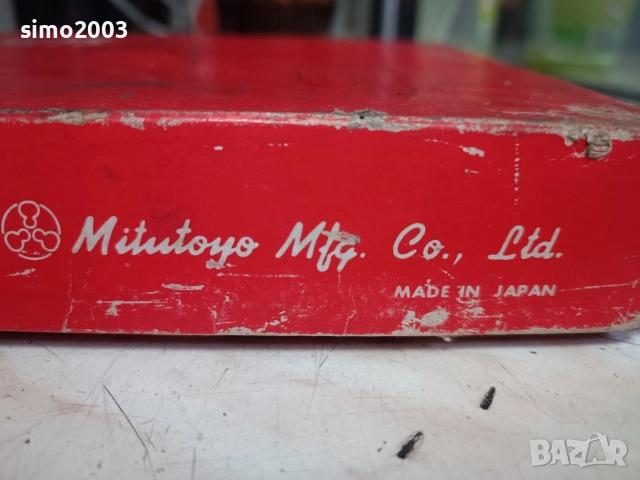 simo2003
Mitutoyo Mfg. Co., Ltd.
MADE IN JAPAN
BAZAR